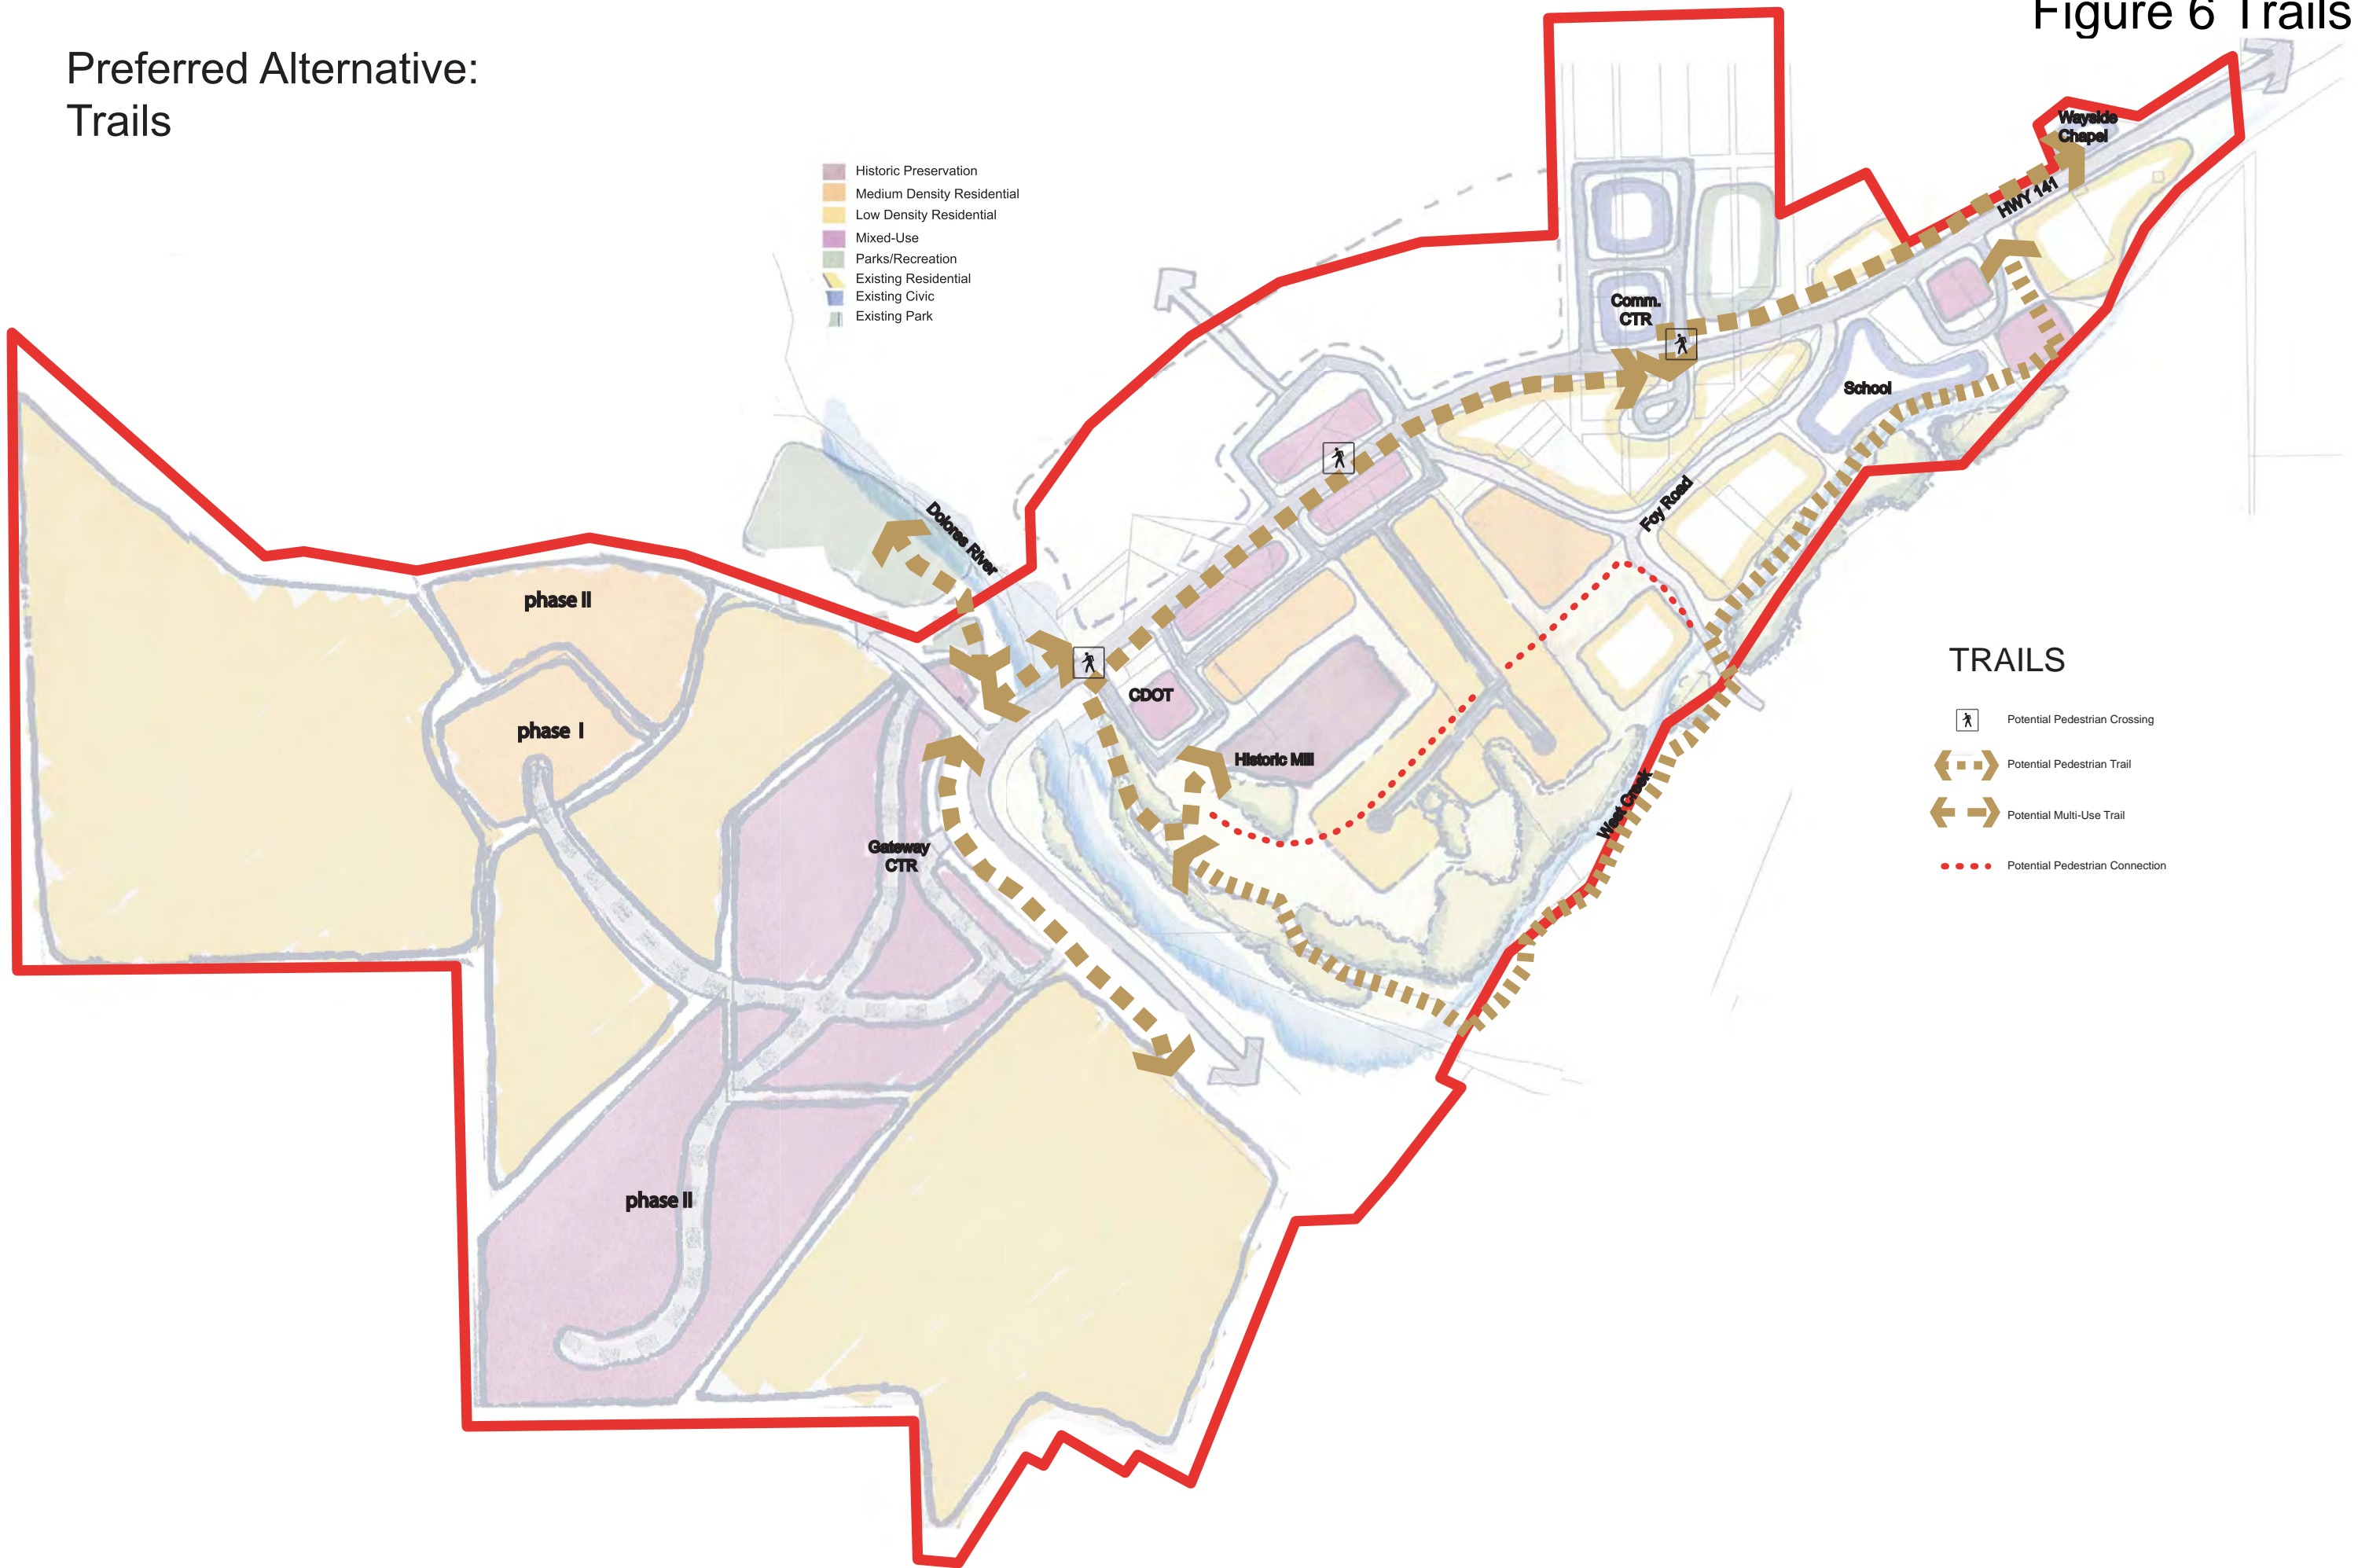 Figure 6 Trails
Preferred Alternative:
Trails
Historic Preservation
Medium Density Residential
Low Density Residential
Mixed-Use
Parks/Recreation
Existing Residential
Existing Civic
Existing Park
Wayside
Chapel
HWY 141
Comm.
CTR
School
Foy Road
Dolores River
phase II
phase I
CDOT
Historic Mill
West Creek
Gateway
CTR
phase II
TRAILS
Potential Pedestrian Crossing
Potential Pedestrian Trail
Potential Multi-Use Trail
Potential Pedestrian Connection